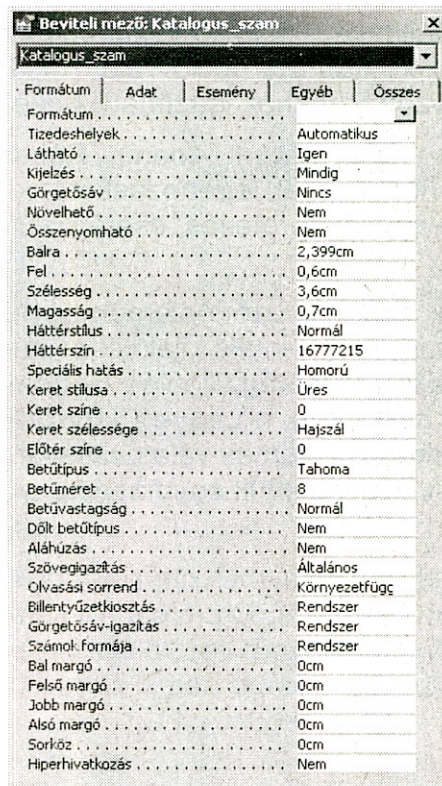 Beviteli mező: Katalogus_szam
Katalogus_szam
Formátum Adat Esemény Egyéb Összes
Formátum
Tizedeshelyek Automatikus
Látható Igen
Kijelzés Mindig
Görgetősáv Nincs
Növelhető Nem
Összenyomható Nem
Balra 2,399cm
Fel 0,6cm
Szélesség 3,6cm
Magasság 0,7cm
Háttérstílus Normál
Háttérszín 16777215
Speciális hatás Homorú
Keret stílusa Üres
Keret színe 0
Keret szélessége Hajszál
Előtér színe 0
Betűtípus Tahoma
Betűméret 8
Betűvastagság Normál
Dőlt betűtípus Nem
Aláhúzás Nem
Szövegigazítás Általános
Olvasási sorrend Környezetfügg
Billentyűzetkiosztás Rendszer
Görgetősáv-igazítás Rendszer
Számok formája Rendszer
Bal margó 0cm
Felső margó 0cm
Jobb margó 0cm
Alsó margó 0cm
Sorköz 0cm
Hiperhivatkozás Nem